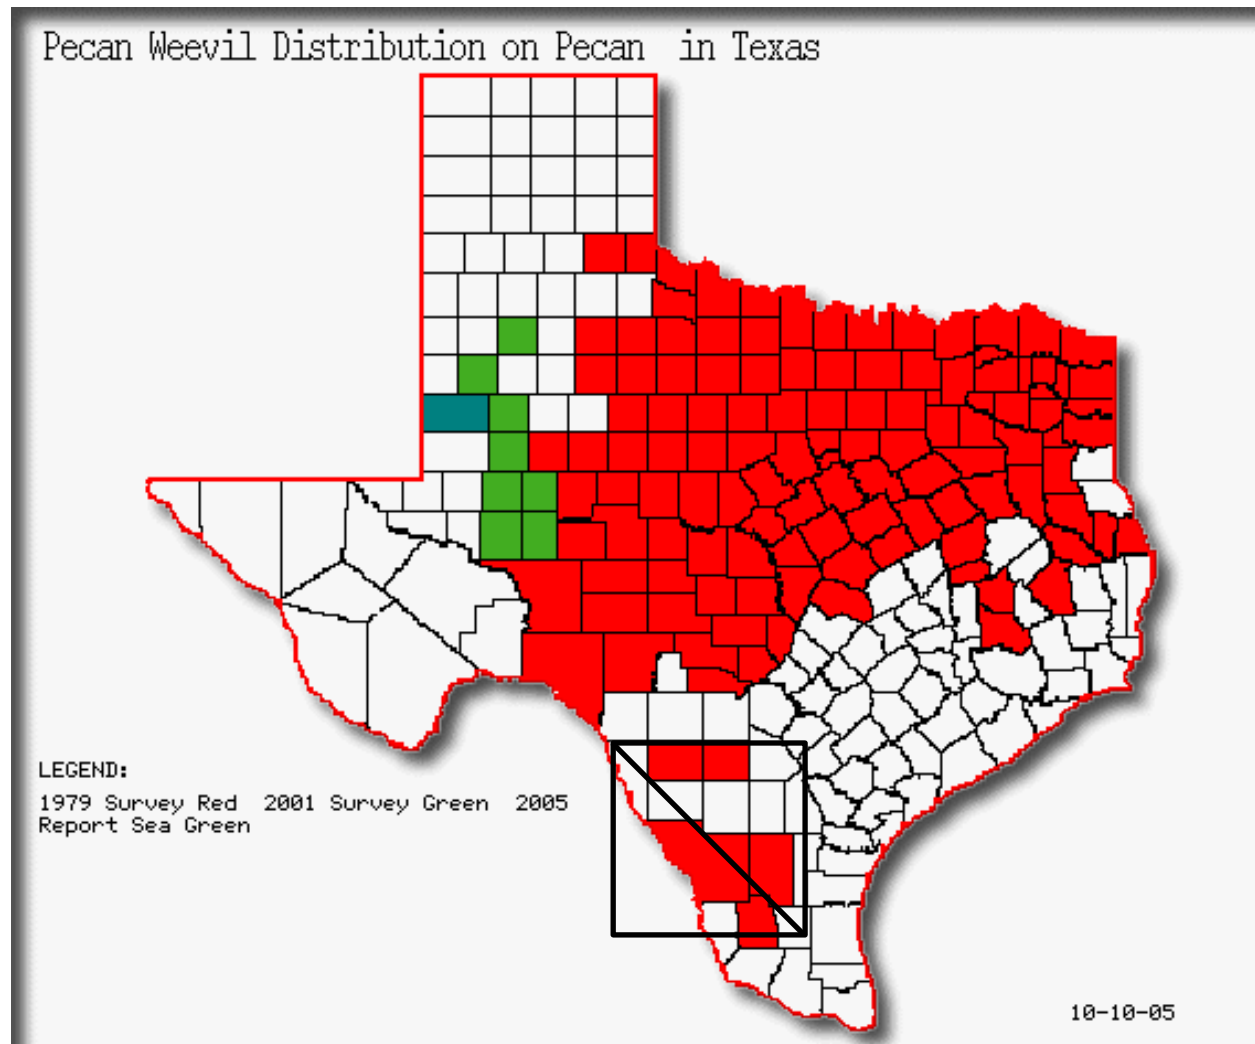 Pecan Weevil Distribution on Pecan in Texas
LEGEND:
1979 Survey Red 2001 Survey Green 2005
Report Sea Green
10-10-05